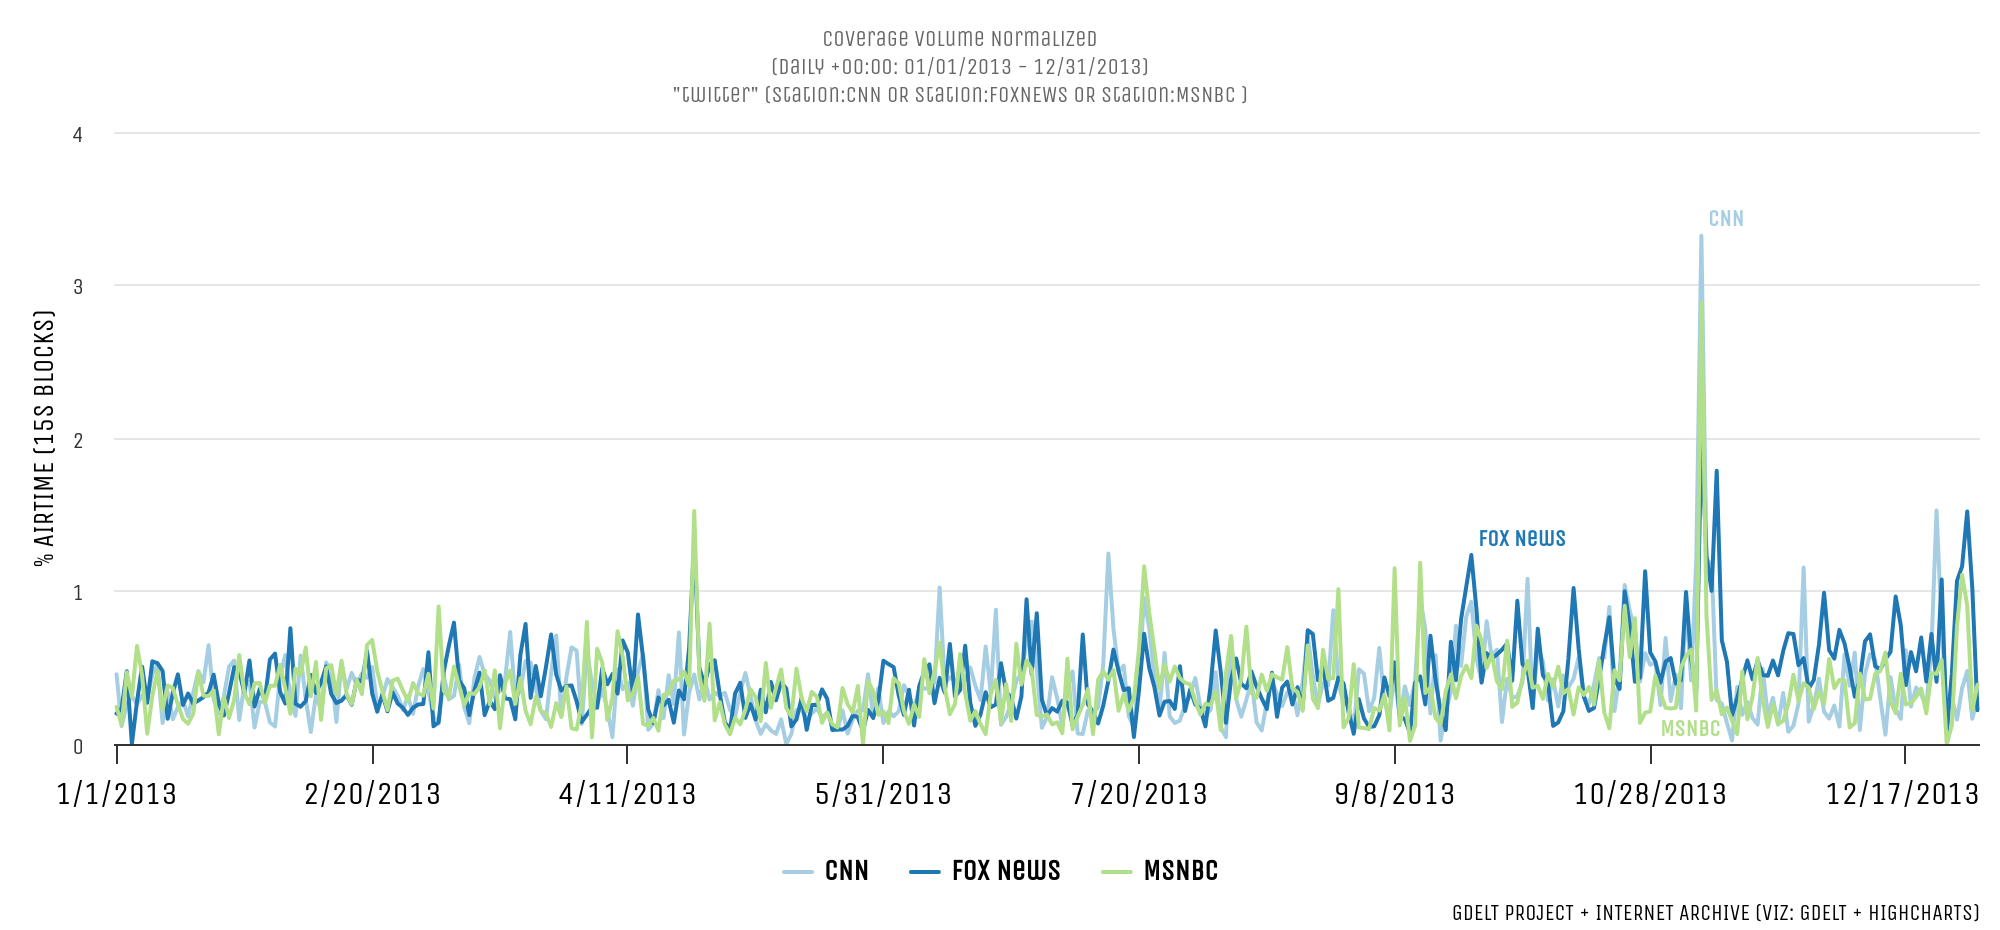 Coverage Volume Normalized
(Daily +00:00: 01/01/2013 - 12/31/2013)
"twitter" (Station:CNN OR Station:FOXNEWS OR Station:MSNBC )
% AIRTIME (15S BLOCKS)
4
3
2
1
0
CNN
FOX NEWS
MSNBC
1/1/2013
2/20/2013
4/11/2013
5/31/2013
7/20/2013
9/8/2013
10/28/2013
12/17/2013
CNN FOX NEWS MSNBC
GDELT PROJECT + INTERNET ARCHIVE (VIZ: GDELT + HIGHCHARTS)